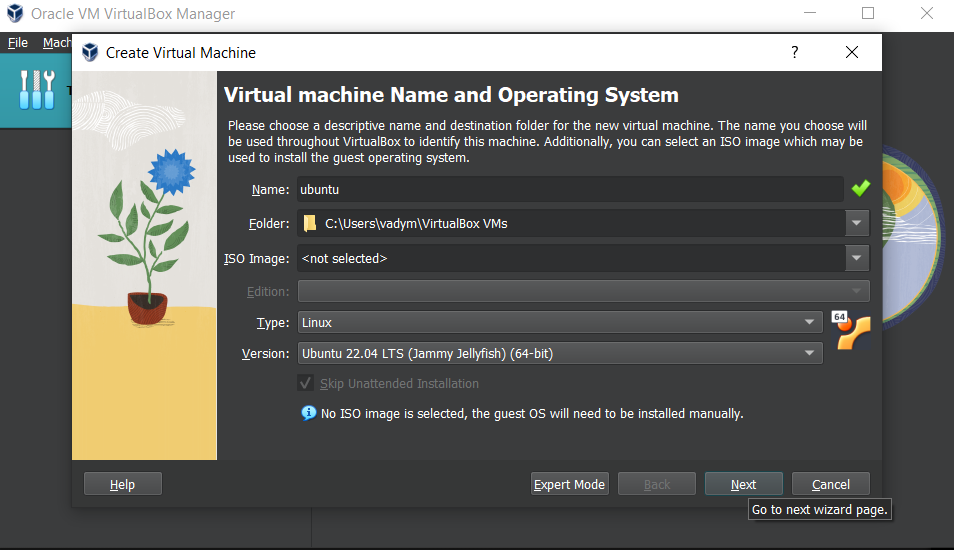 Oracle VM VirtualBox Manager
File Mach
Create Virtual Machine
?
T
Virtual machine Name and Operating System
Please choose a descriptive name and destination folder for the new virtual machine. The name you choose will
be used throughout VirtualBox to identify this machine. Additionally, you can select an ISO image which may be
used to install the guest operating system.
Name: ubuntu
Folder: C:\Users\vadym\VirtualBox VMs
ISO Image: <not selected>
Edition:
Type: Linux
64
Version: Ubuntu 22.04 LTS (Jammy Jellyfish) (64-bit)
Skip Unattended Installation
No ISO image is selected, the guest OS will need to be installed manually.
Help Expert Mode Back Next Cancel
Go to next wizard page.